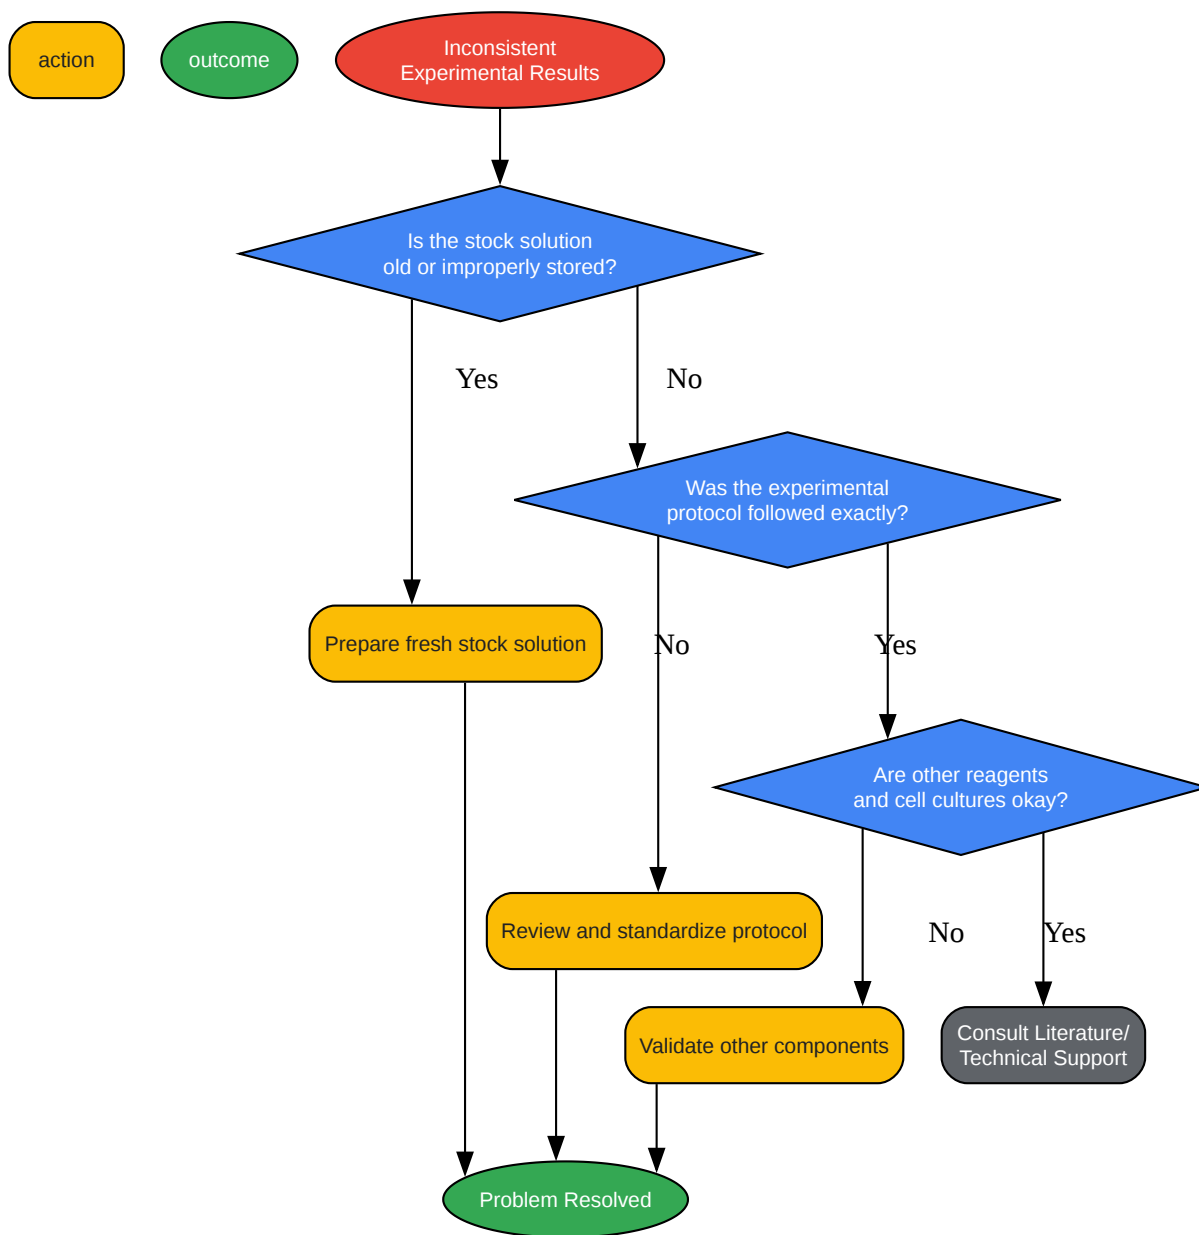 action
outcome
Inconsistent
Experimental Results
Is the stock solution
old or improperly stored?
Yes
No
Was the experimental
protocol followed exactly?
Prepare fresh stock solution
No
Yes
Are other reagents
and cell cultures okay?
Review and standardize protocol
No
Yes
Validate other components
Consult Literature/
Technical Support
Problem Resolved